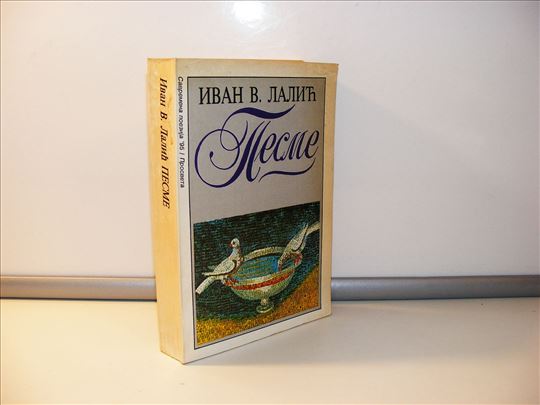 Иван В. Лалић ПЕСМЕ
Савремена поезија '95 / Просвета
ИВАН В. ЛАЛИЋ
Песме